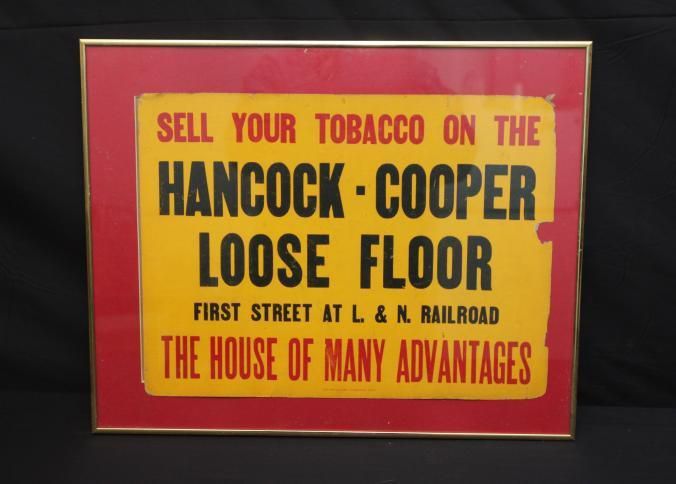 SELL YOUR TOBACCO ON THE
HANCOCK - COOPER
LOOSE FLOOR
FIRST STREET AT L. & N. RAILROAD
THE HOUSE OF MANY ADVANTAGES